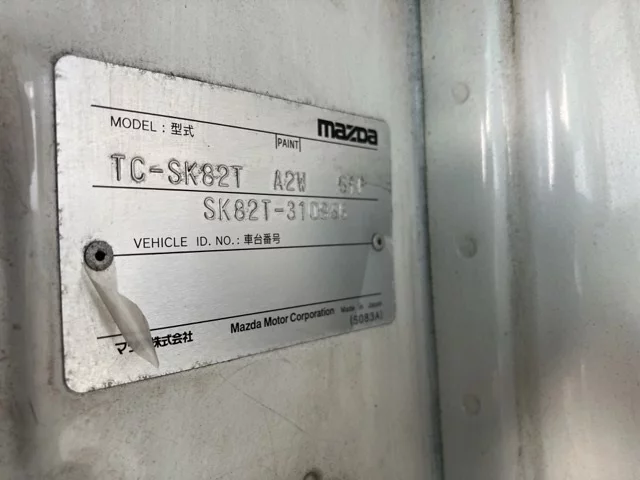 mazda
MODEL : 型式
PAINT
TC-SK82T A2W
VEHICLE ID. NO. : 車台番号
Mazda Motor Corporation Made in Japan
(5083A)